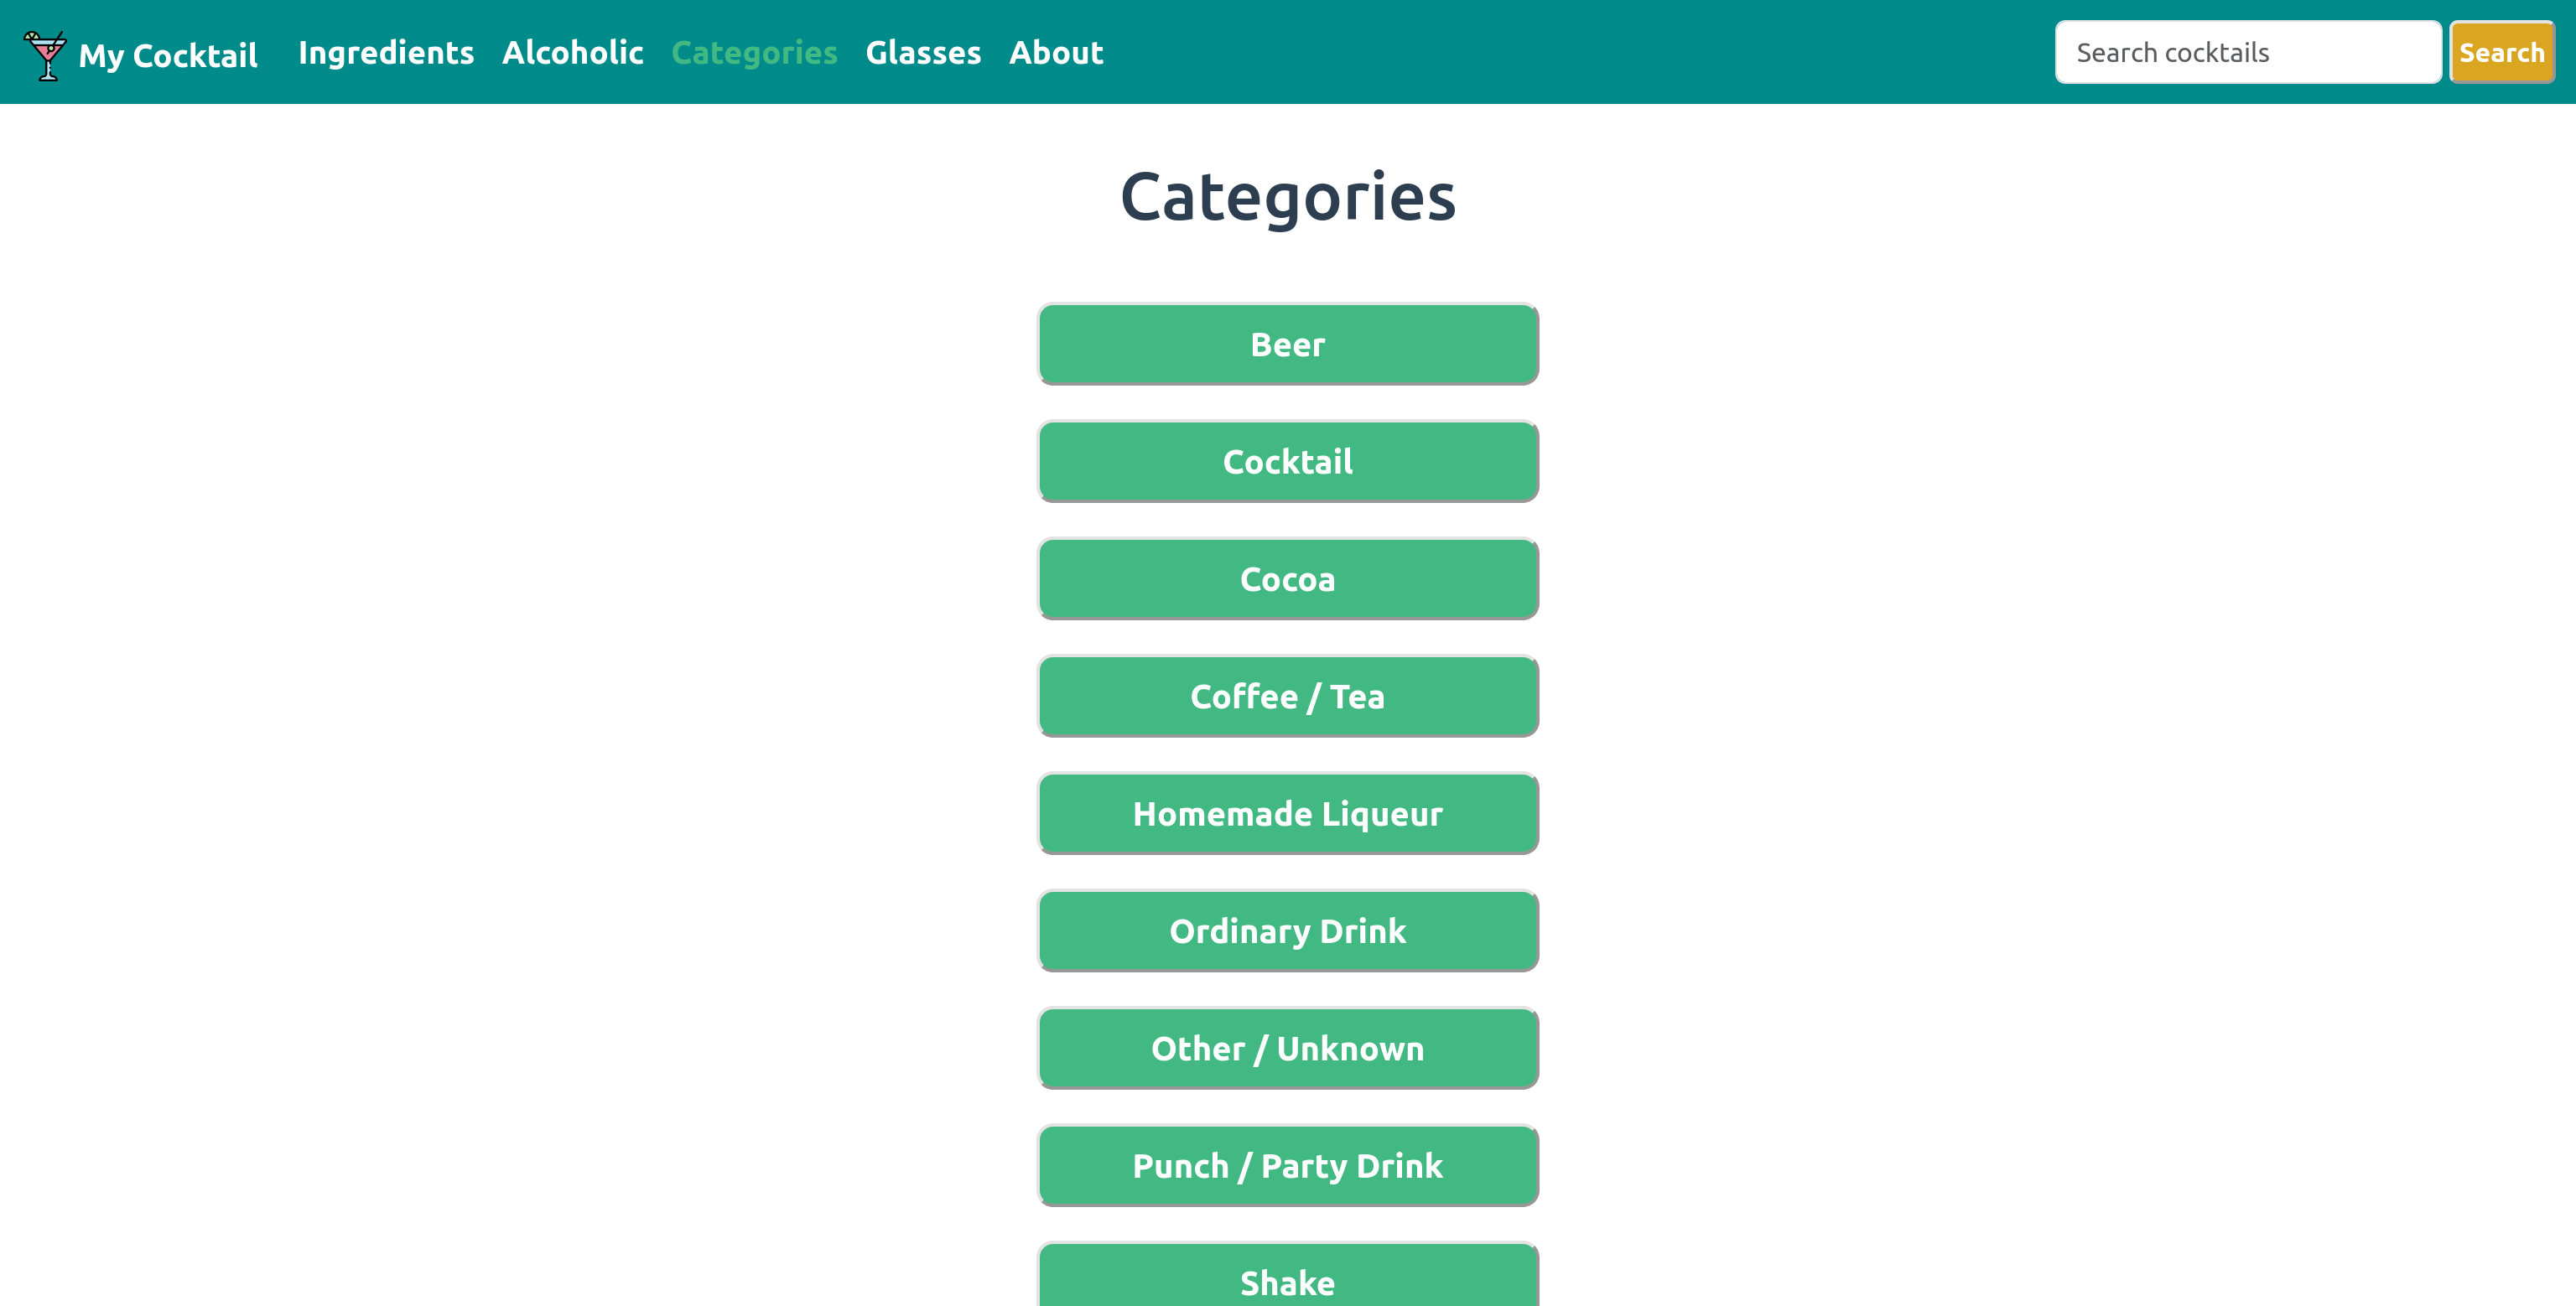 My Cocktail Ingredients Alcoholic Categories Glasses About Search cocktails Search
Categories
Beer
Cocktail
Cocoa
Coffee / Tea
Homemade Liqueur
Ordinary Drink
Other / Unknown
Punch / Party Drink
Shake